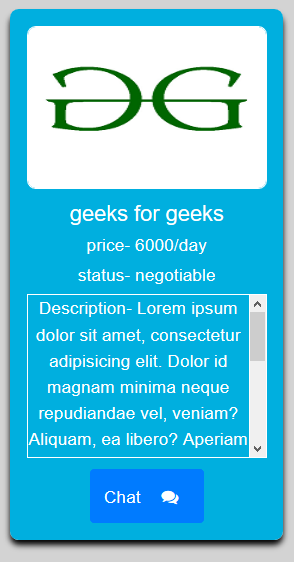 GG
geeks for geeks
price- 6000/day
status- negotiable
Description- Lorem ipsum
dolor sit amet, consectetur
adipisicing elit. Dolor id
magnam minima neque
repudiandae vel, veniam?
Aliquam, ea libero? Aperiam
Chat